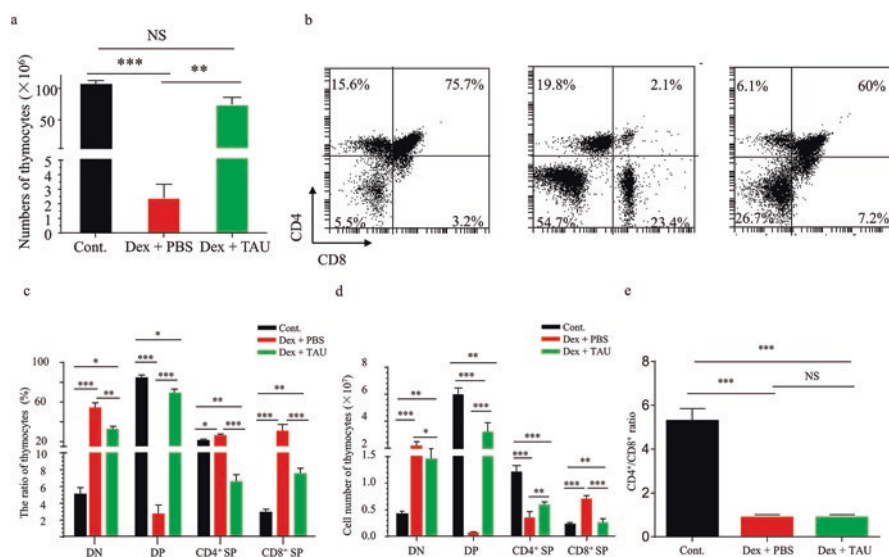 a
NS
***
**
Numbers of thymocytes (×10⁶)
100
50
5
4
3
2
1
0
Cont.
Dex + PBS
Dex + TAU
b
15.6%
75.7%
5.5%
3.2%
19.8%
2.1%
54.7%
23.4%
6.1%
60%
26.7%
7.2%
CD4
CD8
c
Cont.
Dex + PBS
Dex + TAU
The ratio of thymocytes (%)
100
60
20
10
8
6
4
2
*
***
**
*
***
***
**
*
***
**
***
***
DN
DP
CD4⁺ SP
CD8⁺ SP
d
Cont.
Dex + PBS
Dex + TAU
Cell number of thymocytes (×10⁷)
8
6
4
2
1.5
1.0
0.5
0.0
**
***
*
**
***
***
***
***
**
**
***
***
DN
DP
CD4⁺ SP
CD8⁺ SP
e
CD4⁺/CD8⁺ ratio
8
6
4
2
0
***
***
NS
Cont.
Dex + PBS
Dex + TAU